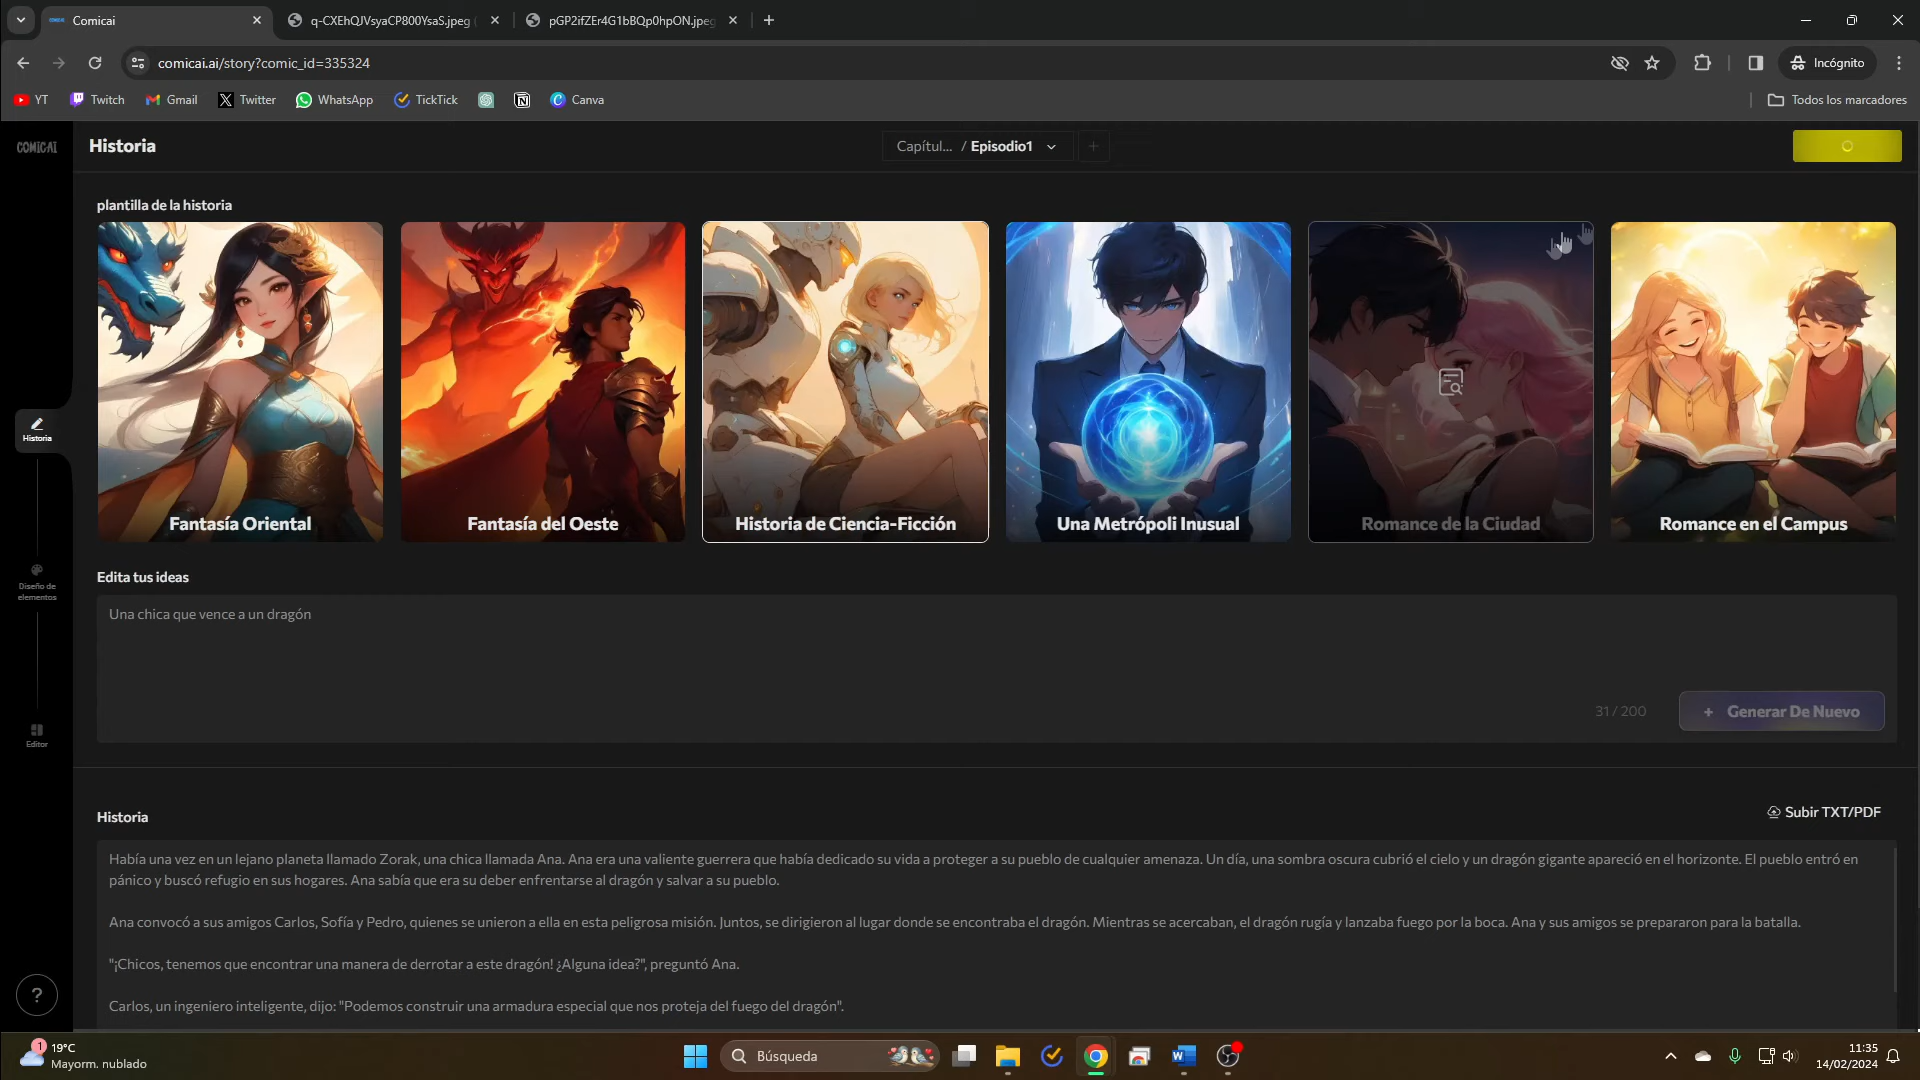 Comicai
q-CXEhQJVsyaCP800YsaS.jpeg (
pGP2ifZEr4G1bBQp0hpON.jpeg
comicai.ai/story?comic_id=335324
Incógnito
YT
Twitch
Gmail
Twitter
WhatsApp
TickTick
Canva
Todos los marcadores
COMICAI
Historia
Capítul... / Episodio1
plantilla de la historia
Fantasía Oriental
Fantasía del Oeste
Historia de Ciencia-Ficción
Una Metrópoli Inusual
Romance de la Ciudad
Romance en el Campus
Historia
Diseño de
elementos
Editor
Edita tus ideas
Una chica que vence a un dragón
31 / 200
+ Generar De Nuevo
Historia
Subir TXT/PDF
Había una vez en un lejano planeta llamado Zorak, una chica llamada Ana. Ana era una valiente guerrera que había dedicado su vida a proteger a su pueblo de cualquier amenaza. Un día, una sombra oscura cubrió el cielo y un dragón gigante apareció en el horizonte. El pueblo entró en
pánico y buscó refugio en sus hogares. Ana sabía que era su deber enfrentarse al dragón y salvar a su pueblo.
Ana convocó a sus amigos Carlos, Sofía y Pedro, quienes se unieron a ella en esta peligrosa misión. Juntos, se dirigieron al lugar donde se encontraba el dragón. Mientras se acercaban, el dragón rugía y lanzaba fuego por la boca. Ana y sus amigos se prepararon para la batalla.
"¡Chicos, tenemos que encontrar una manera de derrotar a este dragón! ¿Alguna idea?", preguntó Ana.
Carlos, un ingeniero inteligente, dijo: "Podemos construir una armadura especial que nos proteja del fuego del dragón".
?
1
19°C
Mayorm. nublado
Búsqueda
11:35
14/02/2024